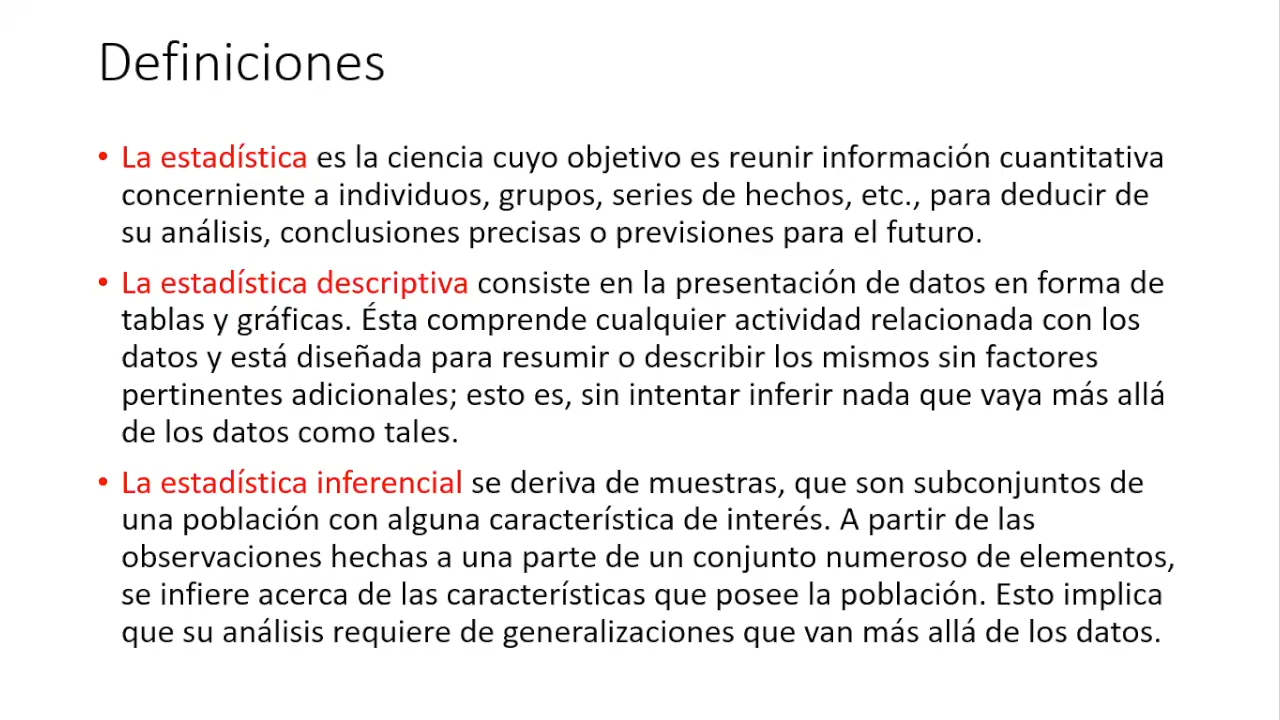 Definiciones
• La estadística es la ciencia cuyo objetivo es reunir información cuantitativa
concerniente a individuos, grupos, series de hechos, etc., para deducir de
su análisis, conclusiones precisas o previsiones para el futuro.
• La estadística descriptiva consiste en la presentación de datos en forma de
tablas y gráficas. Ésta comprende cualquier actividad relacionada con los
datos y está diseñada para resumir o describir los mismos sin factores
pertinentes adicionales; esto es, sin intentar inferir nada que vaya más allá
de los datos como tales.
• La estadística inferencial se deriva de muestras, que son subconjuntos de
una población con alguna característica de interés. A partir de las
observaciones hechas a una parte de un conjunto numeroso de elementos,
se infiere acerca de las características que posee la población. Esto implica
que su análisis requiere de generalizaciones que van más allá de los datos.